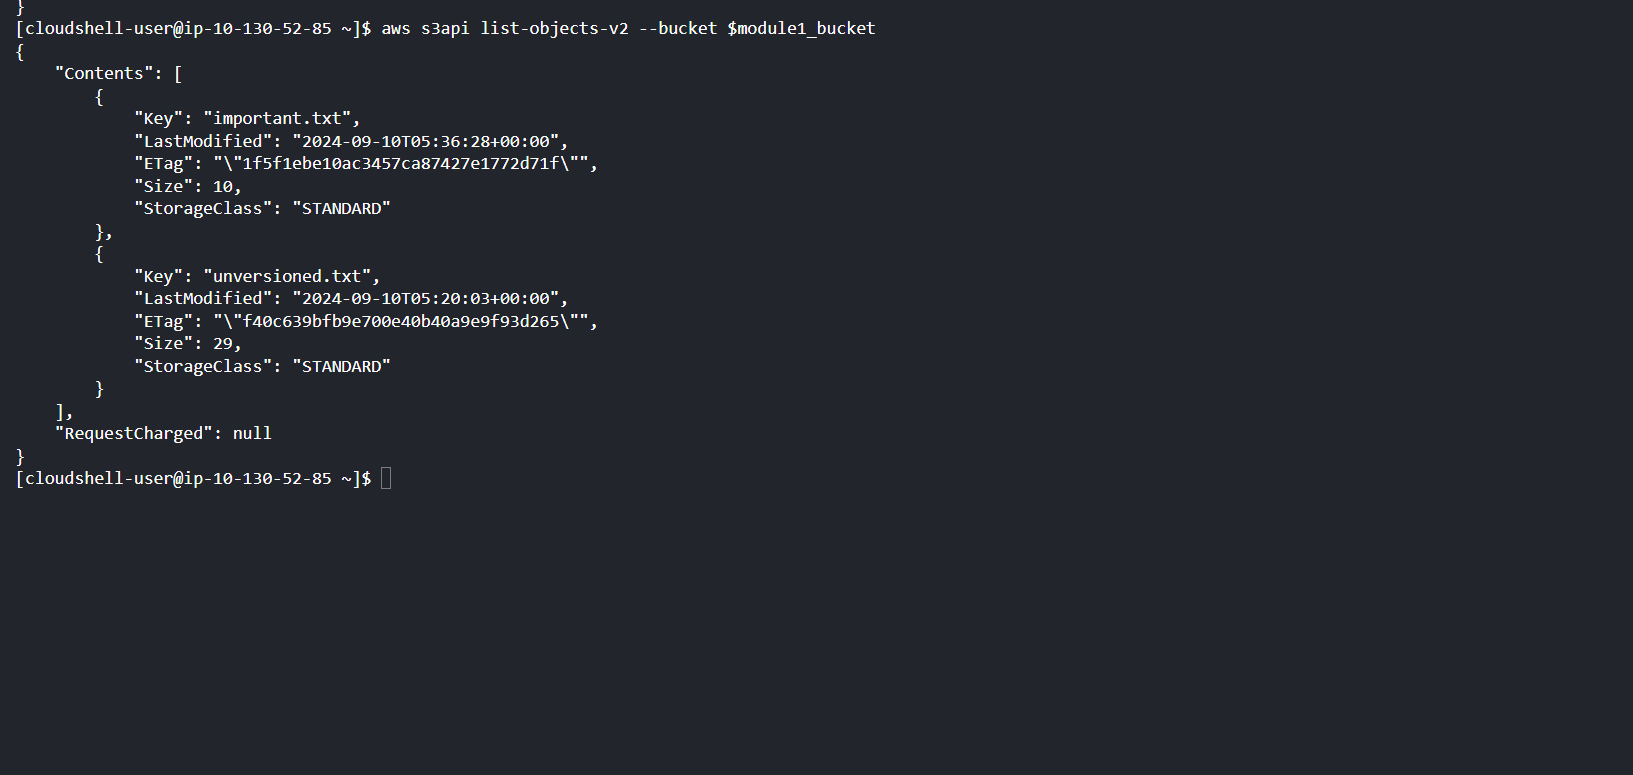 }
[cloudshell-user@ip-10-130-52-85 ~]$ aws s3api list-objects-v2 --bucket $module1_bucket
{
    "Contents": [
        {
            "Key": "important.txt",
            "LastModified": "2024-09-10T05:36:28+00:00",
            "ETag": "\"1f5f1ebe10ac3457ca87427e1772d71f\"",
            "Size": 10,
            "StorageClass": "STANDARD"
        },
        {
            "Key": "unversioned.txt",
            "LastModified": "2024-09-10T05:20:03+00:00",
            "ETag": "\"f40c639bfb9e700e40b40a9e9f93d265\"",
            "Size": 29,
            "StorageClass": "STANDARD"
        }
    ],
    "RequestCharged": null
}
[cloudshell-user@ip-10-130-52-85 ~]$